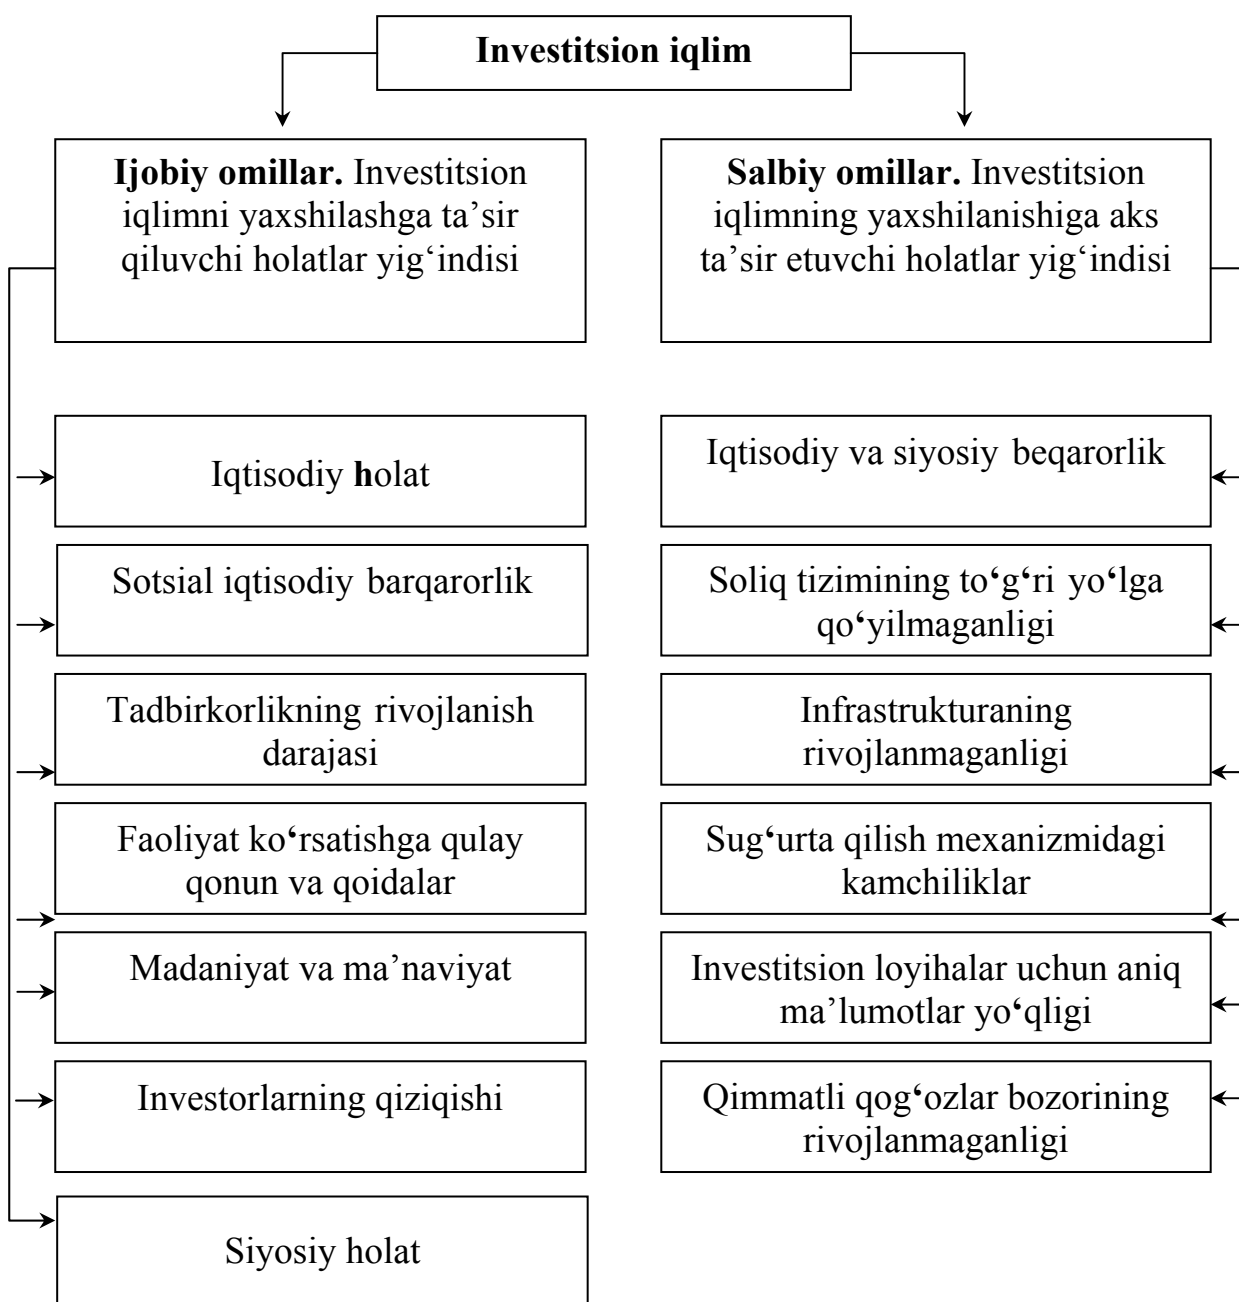 Investitsion iqlim
Ijobiy omillar. Investitsion
iqlimni yaxshilashga ta’sir
qiluvchi holatlar yig‘indisi
Salbiy omillar. Investitsion
iqlimning yaxshilanishiga aks
ta’sir etuvchi holatlar yig‘indisi
Iqtisodiy holat
Sotsial iqtisodiy barqarorlik
Tadbirkorlikning rivojlanish
darajasi
Faoliyat ko‘rsatishga qulay
qonun va qoidalar
Madaniyat va ma’naviyat
Investorlarning qiziqishi
Siyosiy holat
Iqtisodiy va siyosiy beqarorlik
Soliq tizimining to‘g‘ri yo‘lga
qo‘yilmaganligi
Infrastrukturaning
rivojlanmaganligi
Sug‘urta qilish mexanizmidagi
kamchiliklar
Investitsion loyihalar uchun aniq
ma’lumotlar yo‘qligi
Qimmatli qog‘ozlar bozorining
rivojlanmaganligi